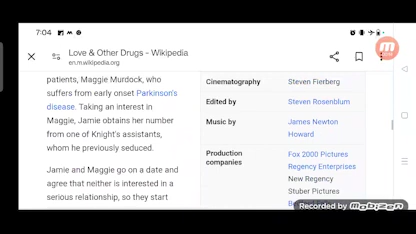 7:04
Love & Other Drugs - Wikipedia
en.m.wikipedia.org
patients, Maggie Murdock, who
suffers from early onset Parkinson's
disease. Taking an interest in
Maggie, Jamie obtains her number
from one of Knight's assistants,
whom he previously seduced.
Jamie and Maggie go on a date and
agree that neither is interested in a
serious relationship, so they start
Cinematography Steven Fierberg
Edited by Steven Rosenblum
Music by James Newton
Howard
Production Fox 2000 Pictures
companies Regency Enterprises
New Regency
Stuber Pictures
Recorded by Mobizen